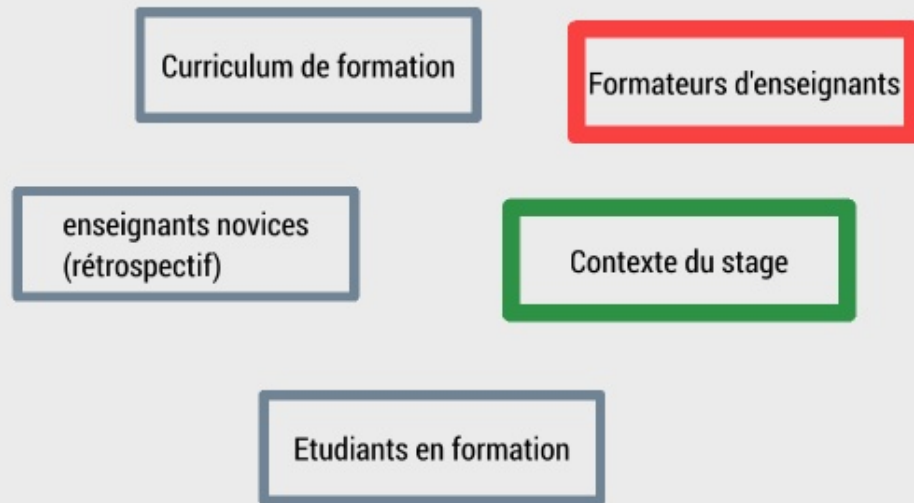 Curriculum de formation
Formateurs d'enseignants
enseignants novices
(rétrospectif)
Contexte du stage
Etudiants en formation